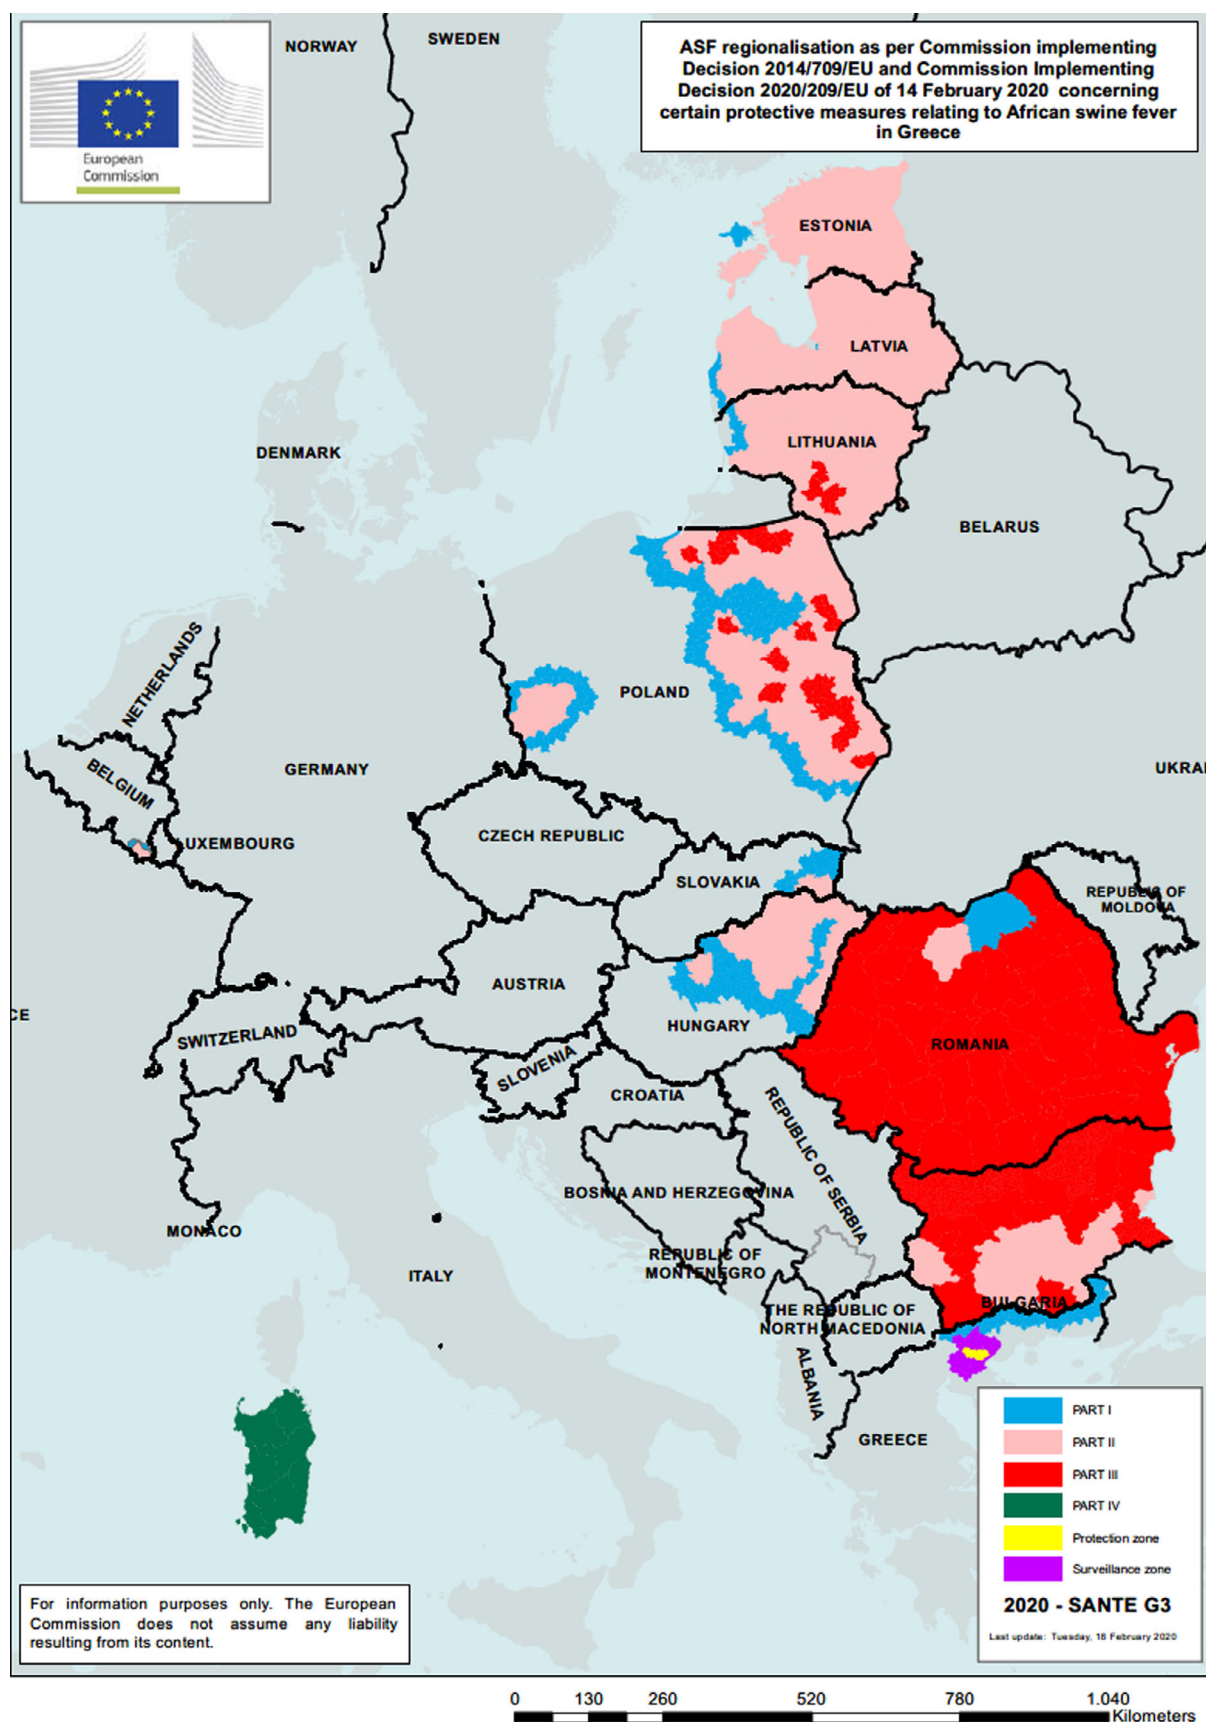 European
Commission
NORWAY
SWEDEN
ASF regionalisation as per Commission implementing
Decision 2014/709/EU and Commission Implementing
Decision 2020/209/EU of 14 February 2020 concerning
certain protective measures relating to African swine fever
in Greece
ESTONIA
LATVIA
LITHUANIA
DENMARK
BELARUS
NETHERLANDS
POLAND
BELGIUM
GERMANY
UKRAI
LUXEMBOURG
CZECH REPUBLIC
SLOVAKIA
REPUBLIC OF
MOLDOVA
AUSTRIA
CE
SWITZERLAND
HUNGARY
ROMANIA
SLOVENIA
CROATIA
REPUBLIC OF SERBIA
BOSNIA AND HERZEGOVINA
MONACO
REPUBLIC OF
MONTENEGRO
ITALY
BULGARIA
THE REPUBLIC OF
NORTH MACEDONIA
ALBANIA
GREECE
PART I
PART II
PART III
PART IV
Protection zone
Surveillance zone
2020 - SANTE G3
Last update: Tuesday, 18 February 2020
For information purposes only. The European
Commission does not assume any liability
resulting from its content.
0 130 260 520 780 1.040
Kilometers